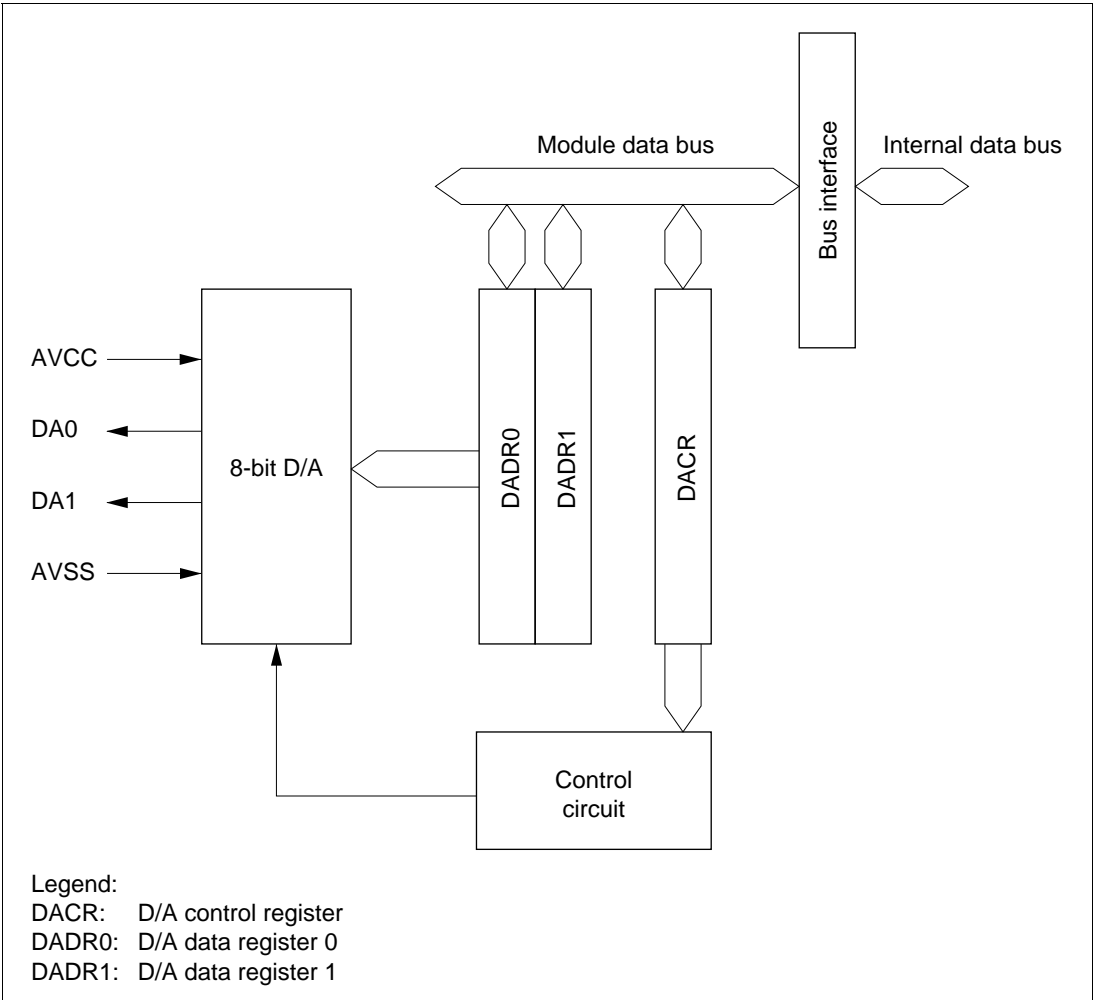 Module data bus
Internal data bus
Bus interface
AVCC
DA0
DA1
AVSS
8-bit D/A
DADR0
DADR1
DACR
Control
circuit
Legend:
DACR: D/A control register
DADR0: D/A data register 0
DADR1: D/A data register 1